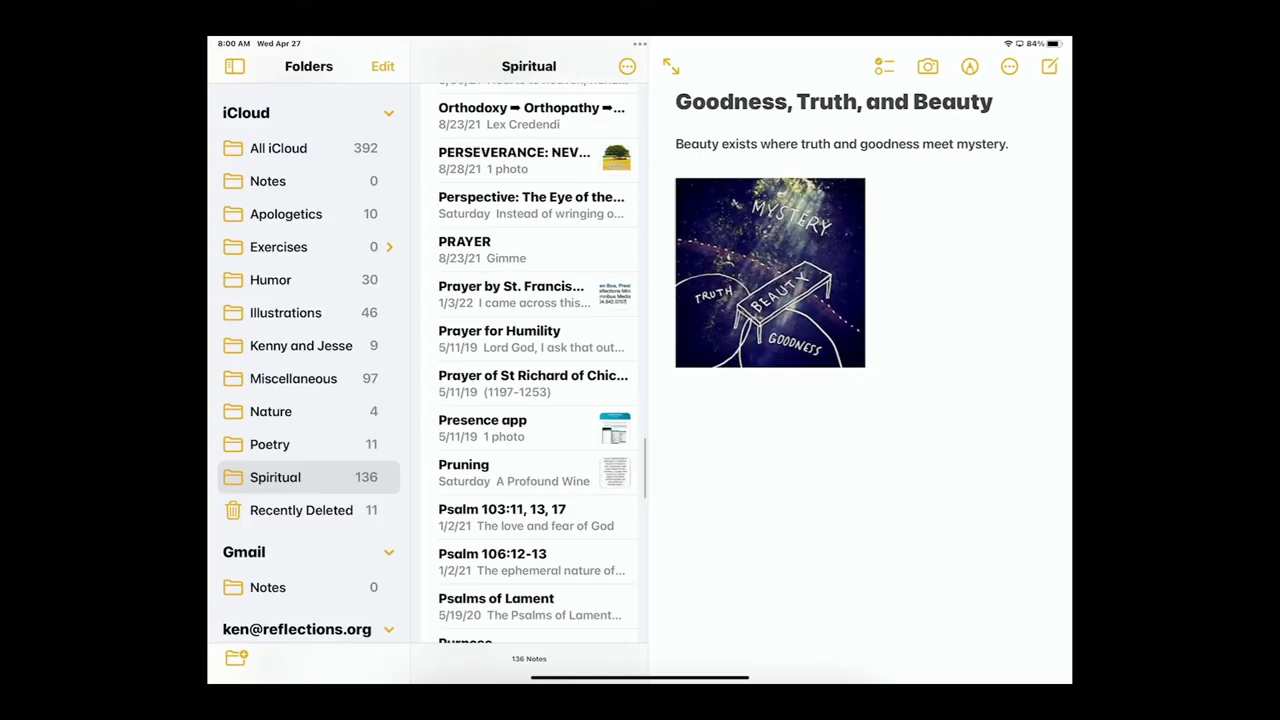 8:00 AM Wed Apr 27
84%
Folders
Edit
iCloud
All iCloud 392
Notes 0
Apologetics 10
Exercises 0
Humor 30
Illustrations 46
Kenny and Jesse 9
Miscellaneous 97
Nature 4
Poetry 11
Spiritual 136
Recently Deleted 11
Gmail
Notes 0
ken@reflections.org
Spiritual
Orthodoxy ➡ Orthopathy ➡...
8/23/21 Lex Credendi
PERSEVERANCE: NEV...
8/28/21 1 photo
Perspective: The Eye of the...
Saturday Instead of wringing o...
PRAYER
8/23/21 Gimme
Prayer by St. Francis...
1/3/22 I came across this...
Prayer for Humility
5/11/19 Lord God, I ask that out...
Prayer of St Richard of Chic...
5/11/19 (1197-1253)
Presence app
5/11/19 1 photo
Pruning
Saturday A Profound Wine
Psalm 103:11, 13, 17
1/2/21 The love and fear of God
Psalm 106:12-13
1/2/21 The ephemeral nature of...
Psalms of Lament
5/19/20 The Psalms of Lament...
136 Notes
Goodness, Truth, and Beauty
Beauty exists where truth and goodness meet mystery.
MYSTERY
TRUTH
BEAUTY
GOODNESS